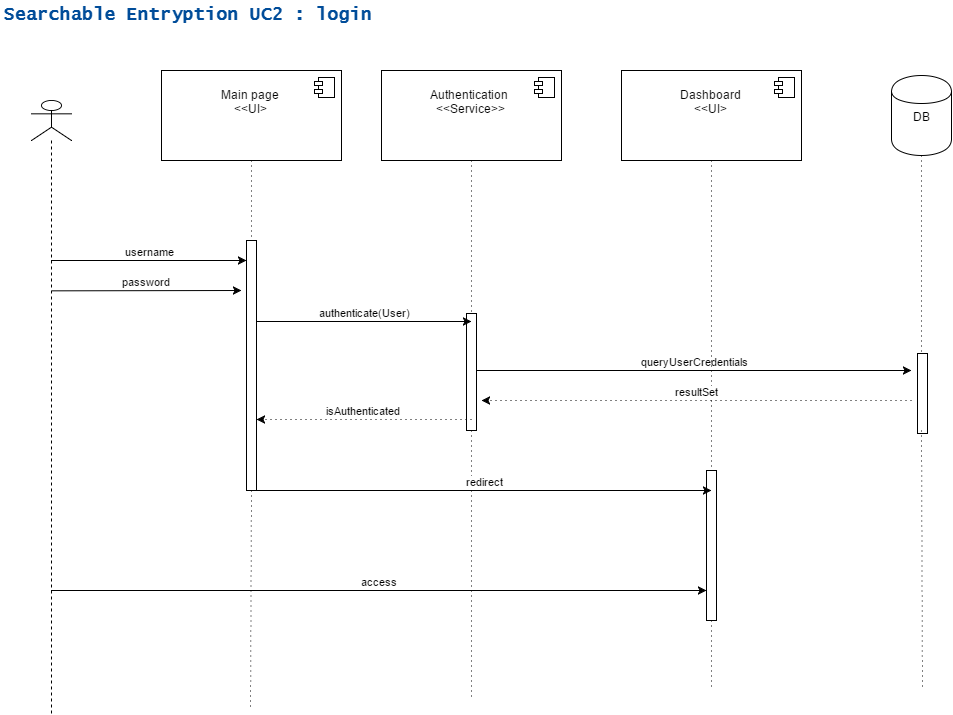 Searchable Entryption UC2 : login
Main page
<<UI>
Authentication
<<Service>>
Dashboard
<<UI>
DB
username
password
authenticate(User)
queryUserCredentials
resultSet
isAuthenticated
redirect
access